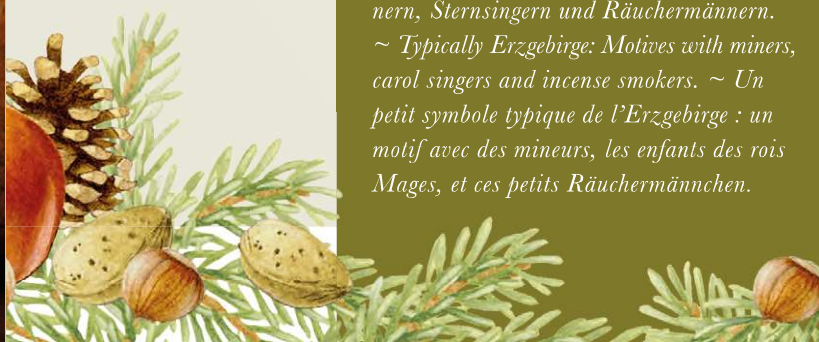 nern, Sternsingern und Räuchermännern.
~ Typically Erzgebirge: Motives with miners,
carol singers and incense smokers. ~ Un
petit symbole typique de l’Erzgebirge : un
motif avec des mineurs, les enfants des rois
Mages, et ces petits Räuchermännchen.